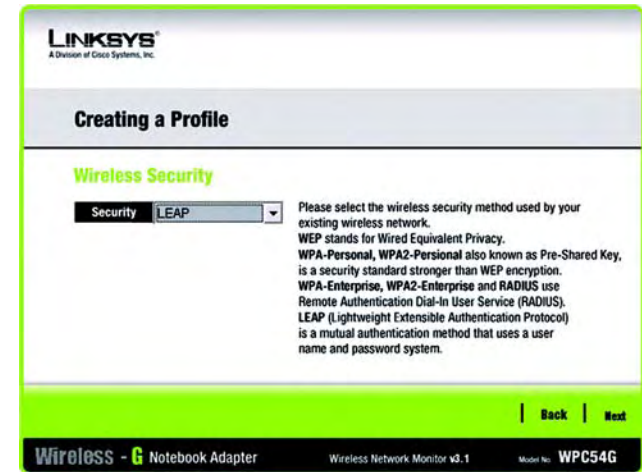 LINKSYS®
A Division of Cisco Systems, Inc.
Creating a Profile
Wireless Security
Security LEAP
Please select the wireless security method used by your
existing wireless network.
WEP stands for Wired Equivalent Privacy.
WPA-Personal, WPA2-Persional also known as Pre-Shared Key,
is a security standard stronger than WEP encryption.
WPA-Enterprise, WPA2-Enterprise and RADIUS use
Remote Authentication Dial-In User Service (RADIUS).
LEAP (Lightweight Extensible Authentication Protocol)
is a mutual authentication method that uses a user
name and password system.
Back Next
Wireless - G Notebook Adapter Wireless Network Monitor v3.1 Model No. WPC54G